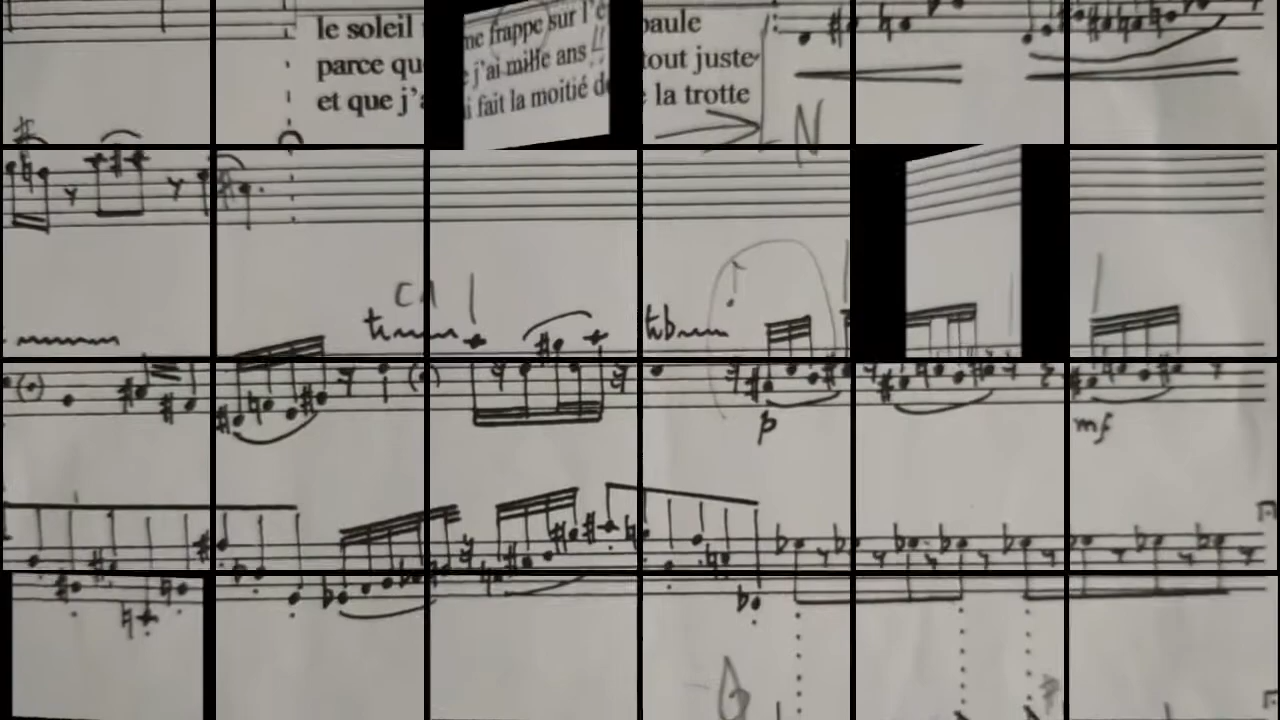 le soleil me frappe sur l'épaule
parce que j'ai mille ans !! tout juste
et que j'ai fait la moitié de la trotte
N
p
mf